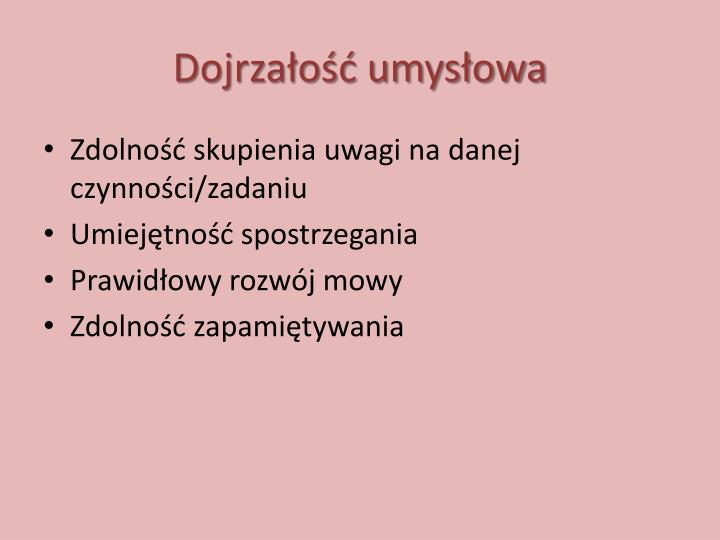 Dojrzałość umysłowa
• Zdolność skupienia uwagi na danej
czynności/zadaniu
• Umiejętność spostrzegania
• Prawidłowy rozwój mowy
• Zdolność zapamiętywania